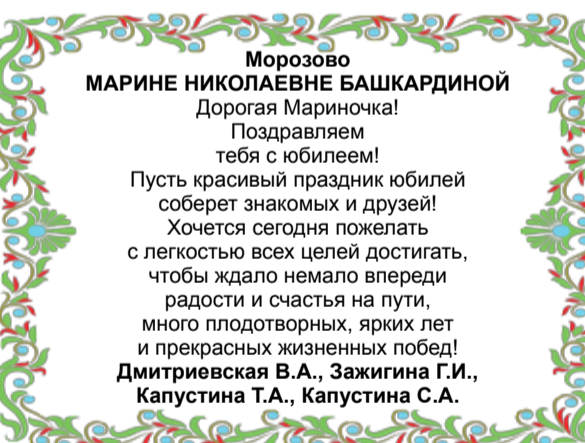 Морозово
МАРИНЕ НИКОЛАЕВНЕ БАШКАРДИНОЙ
Дорогая Мариночка!
Поздравляем
тебя с юбилеем!
Пусть красивый праздник юбилей
соберет знакомых и друзей!
Хочется сегодня пожелать
с легкостью всех целей достигать,
чтобы ждало немало впереди
радости и счастья на пути,
много плодотворных, ярких лет
и прекрасных жизненных побед!
Дмитриевская В.А., Зажигина Г.И.,
Капустина Т.А., Капустина С.А.